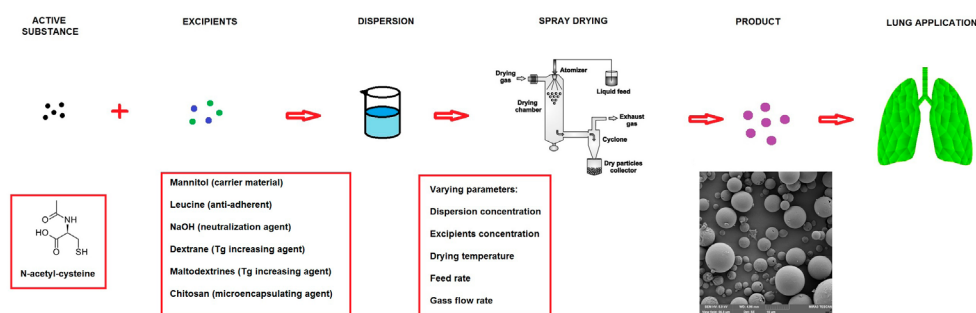 ACTIVE
SUBSTANCE
EXCIPIENTS
DISPERSION
SPRAY DRYING
PRODUCT
LUNG APPLICATION
Drying
gas
Atomizer
Liquid feed
Drying
chamber
Exhaust
gas
Cyclone
Dry particles
collector
O
NH
HO
O
SH
N-acetyl-cysteine
Mannitol (carrier material)
Leucine (anti-adherent)
NaOH (neutralization agent)
Dextrane (Tg increasing agent)
Maltodextrines (Tg increasing agent)
Chitosan (microencapsulating agent)
Varying parameters:
Dispersion concentration
Excipients concentration
Drying temperature
Feed rate
Gass flow rate